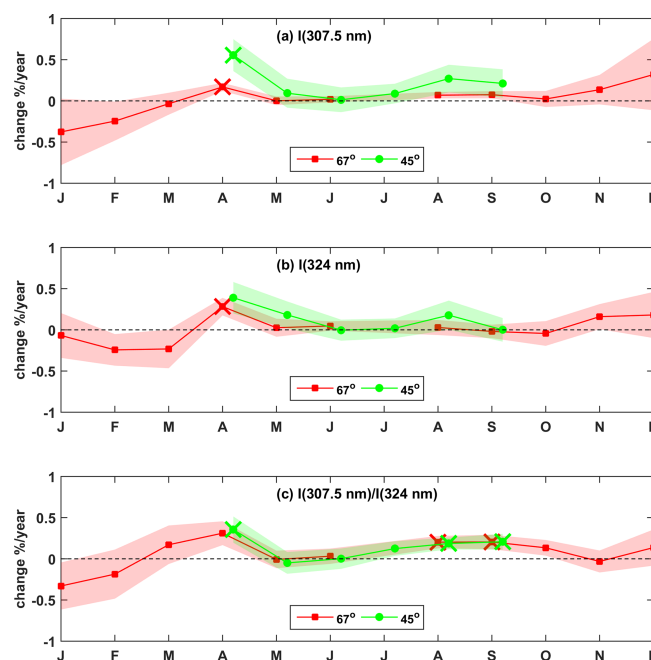 (a) I(307.5 nm)
change %/year
1
0.5
0
-0.5
-1
67° 45°
J F M A M J J A S O N D
(b) I(324 nm)
change %/year
1
0.5
0
-0.5
-1
67° 45°
J F M A M J J A S O N D
(c) I(307.5 nm)/I(324 nm)
change %/year
1
0.5
0
-0.5
-1
67° 45°
J F M A M J J A S O N